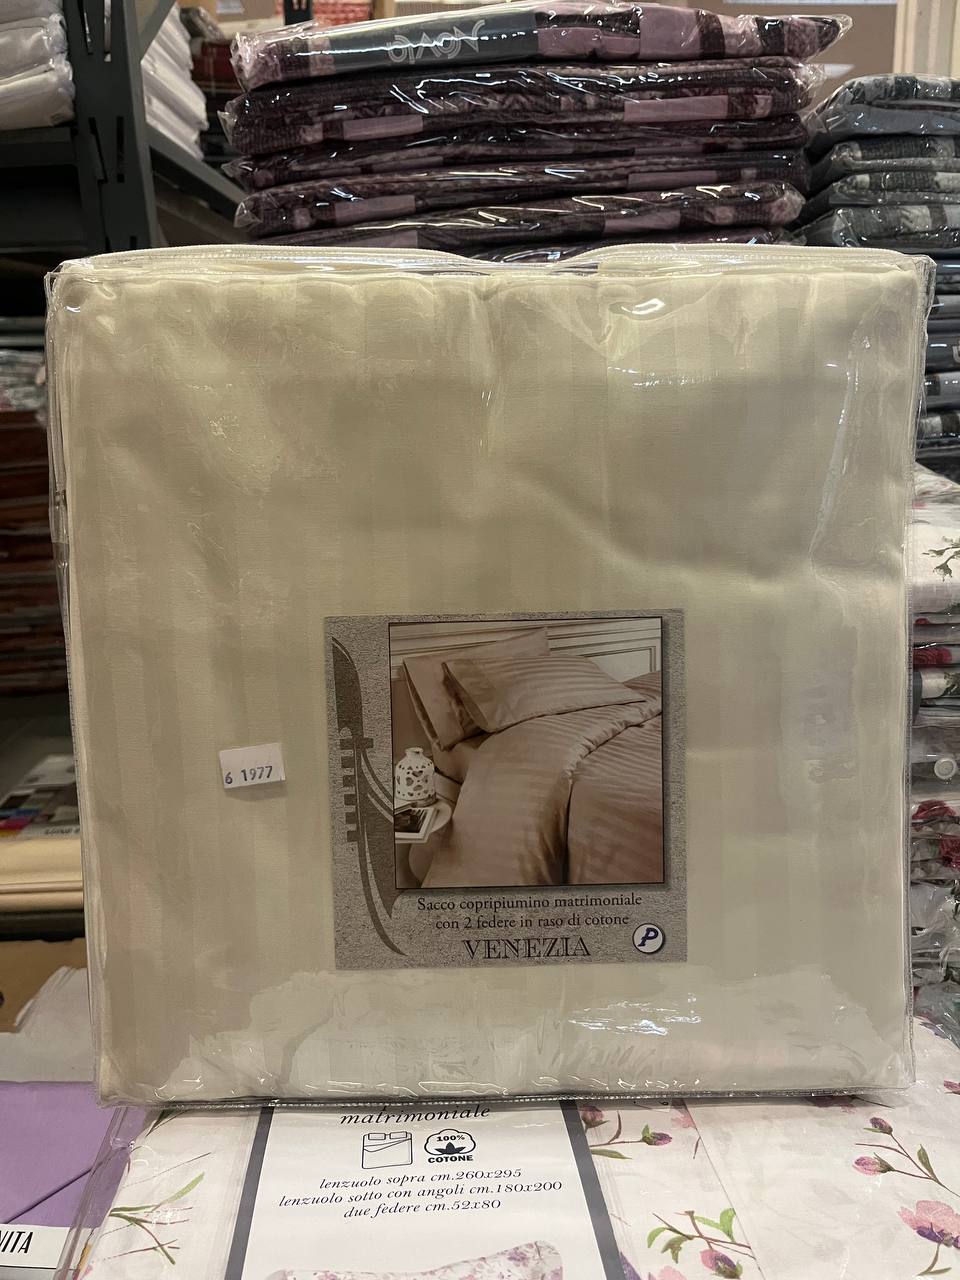 6 1977
Sacco copripiumino matrimoniale
con 2 federe in raso di cotone
VENEZIA
P
matrimoniale
100%
COTONE
lenzuolo sopra cm.260x295
lenzuolo sotto con angoli cm.180x200
due federe cm.52x80